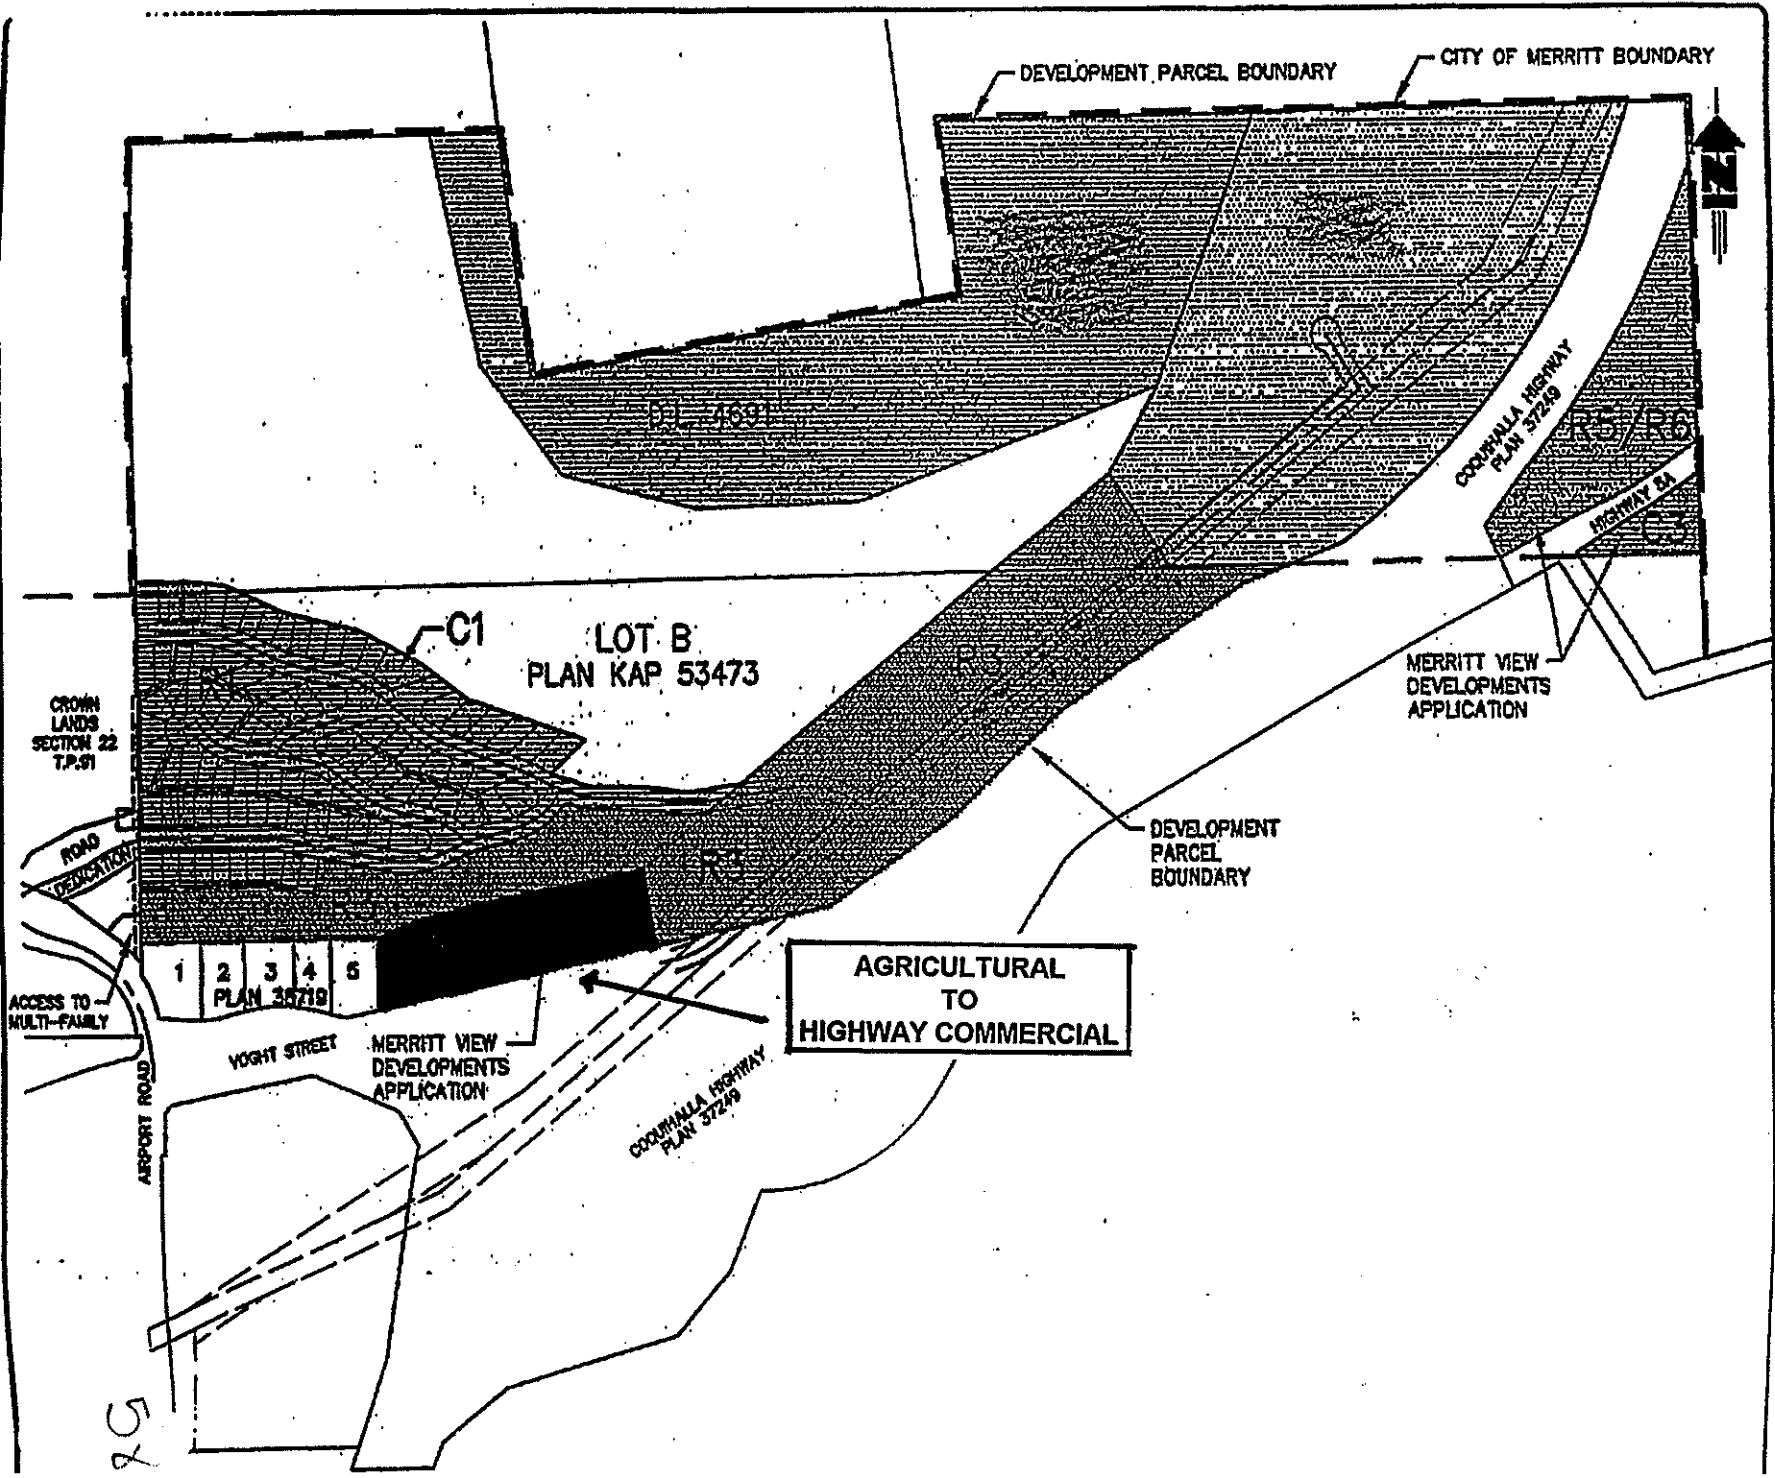 DEVELOPMENT PARCEL BOUNDARY
CITY OF MERRITT BOUNDARY
N
D.L. 4691
COQUIHALLA HIGHWAY
PLAN 37249
R5/R6
HIGHWAY 8A
C3
C1
LOT B
PLAN KAP 53473
R3
MERRITT VIEW
DEVELOPMENTS
APPLICATION
CROWN
LANDS
SECTION 22
T.P.91
ROAD
DEDICATION
DEVELOPMENT
PARCEL
BOUNDARY
1 2 3 4 5
PLAN 35719
ACCESS TO
MULTI-FAMILY
VOGHT STREET
MERRITT VIEW
DEVELOPMENTS
APPLICATION
AGRICULTURAL
TO
HIGHWAY COMMERCIAL
AIRPORT ROAD
COQUIHALLA HIGHWAY
PLAN 37249